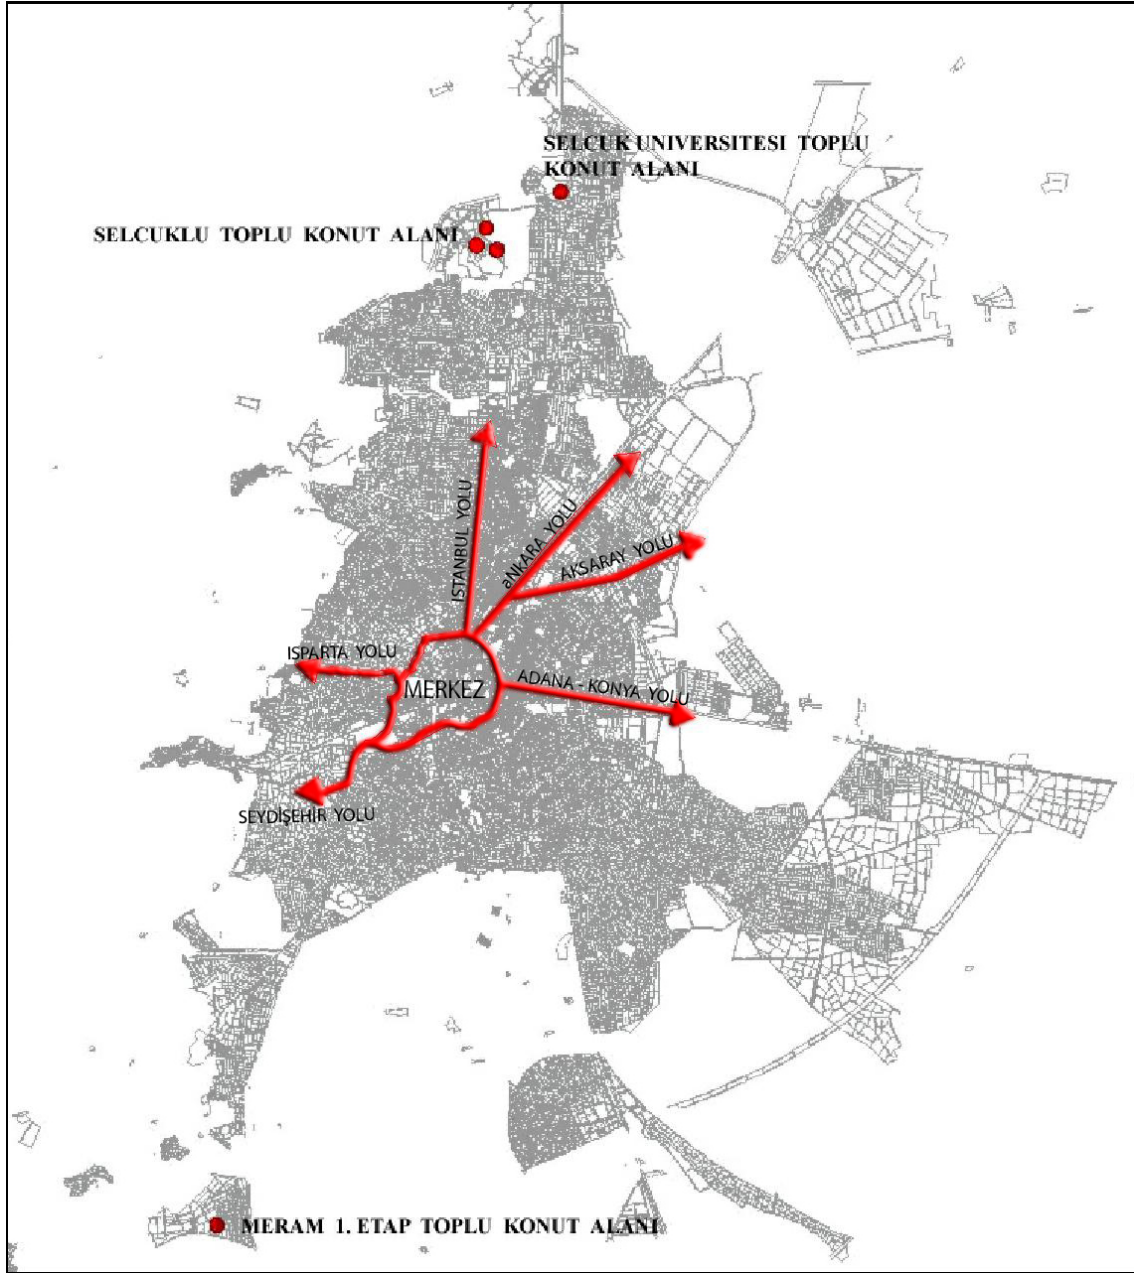 SELCUK UNIVERSITESI TOPLU
KONUT ALANI
SELCUKLU TOPLU KONUT ALANI
ISTANBUL YOLU
aNKARA YOLU
AKSARAY YOLU
ISPARTA YOLU
MERKEZ
ADANA - KONYA YOLU
SEYDİŞEHİR YOLU
MERAM 1. ETAP TOPLU KONUT ALANI